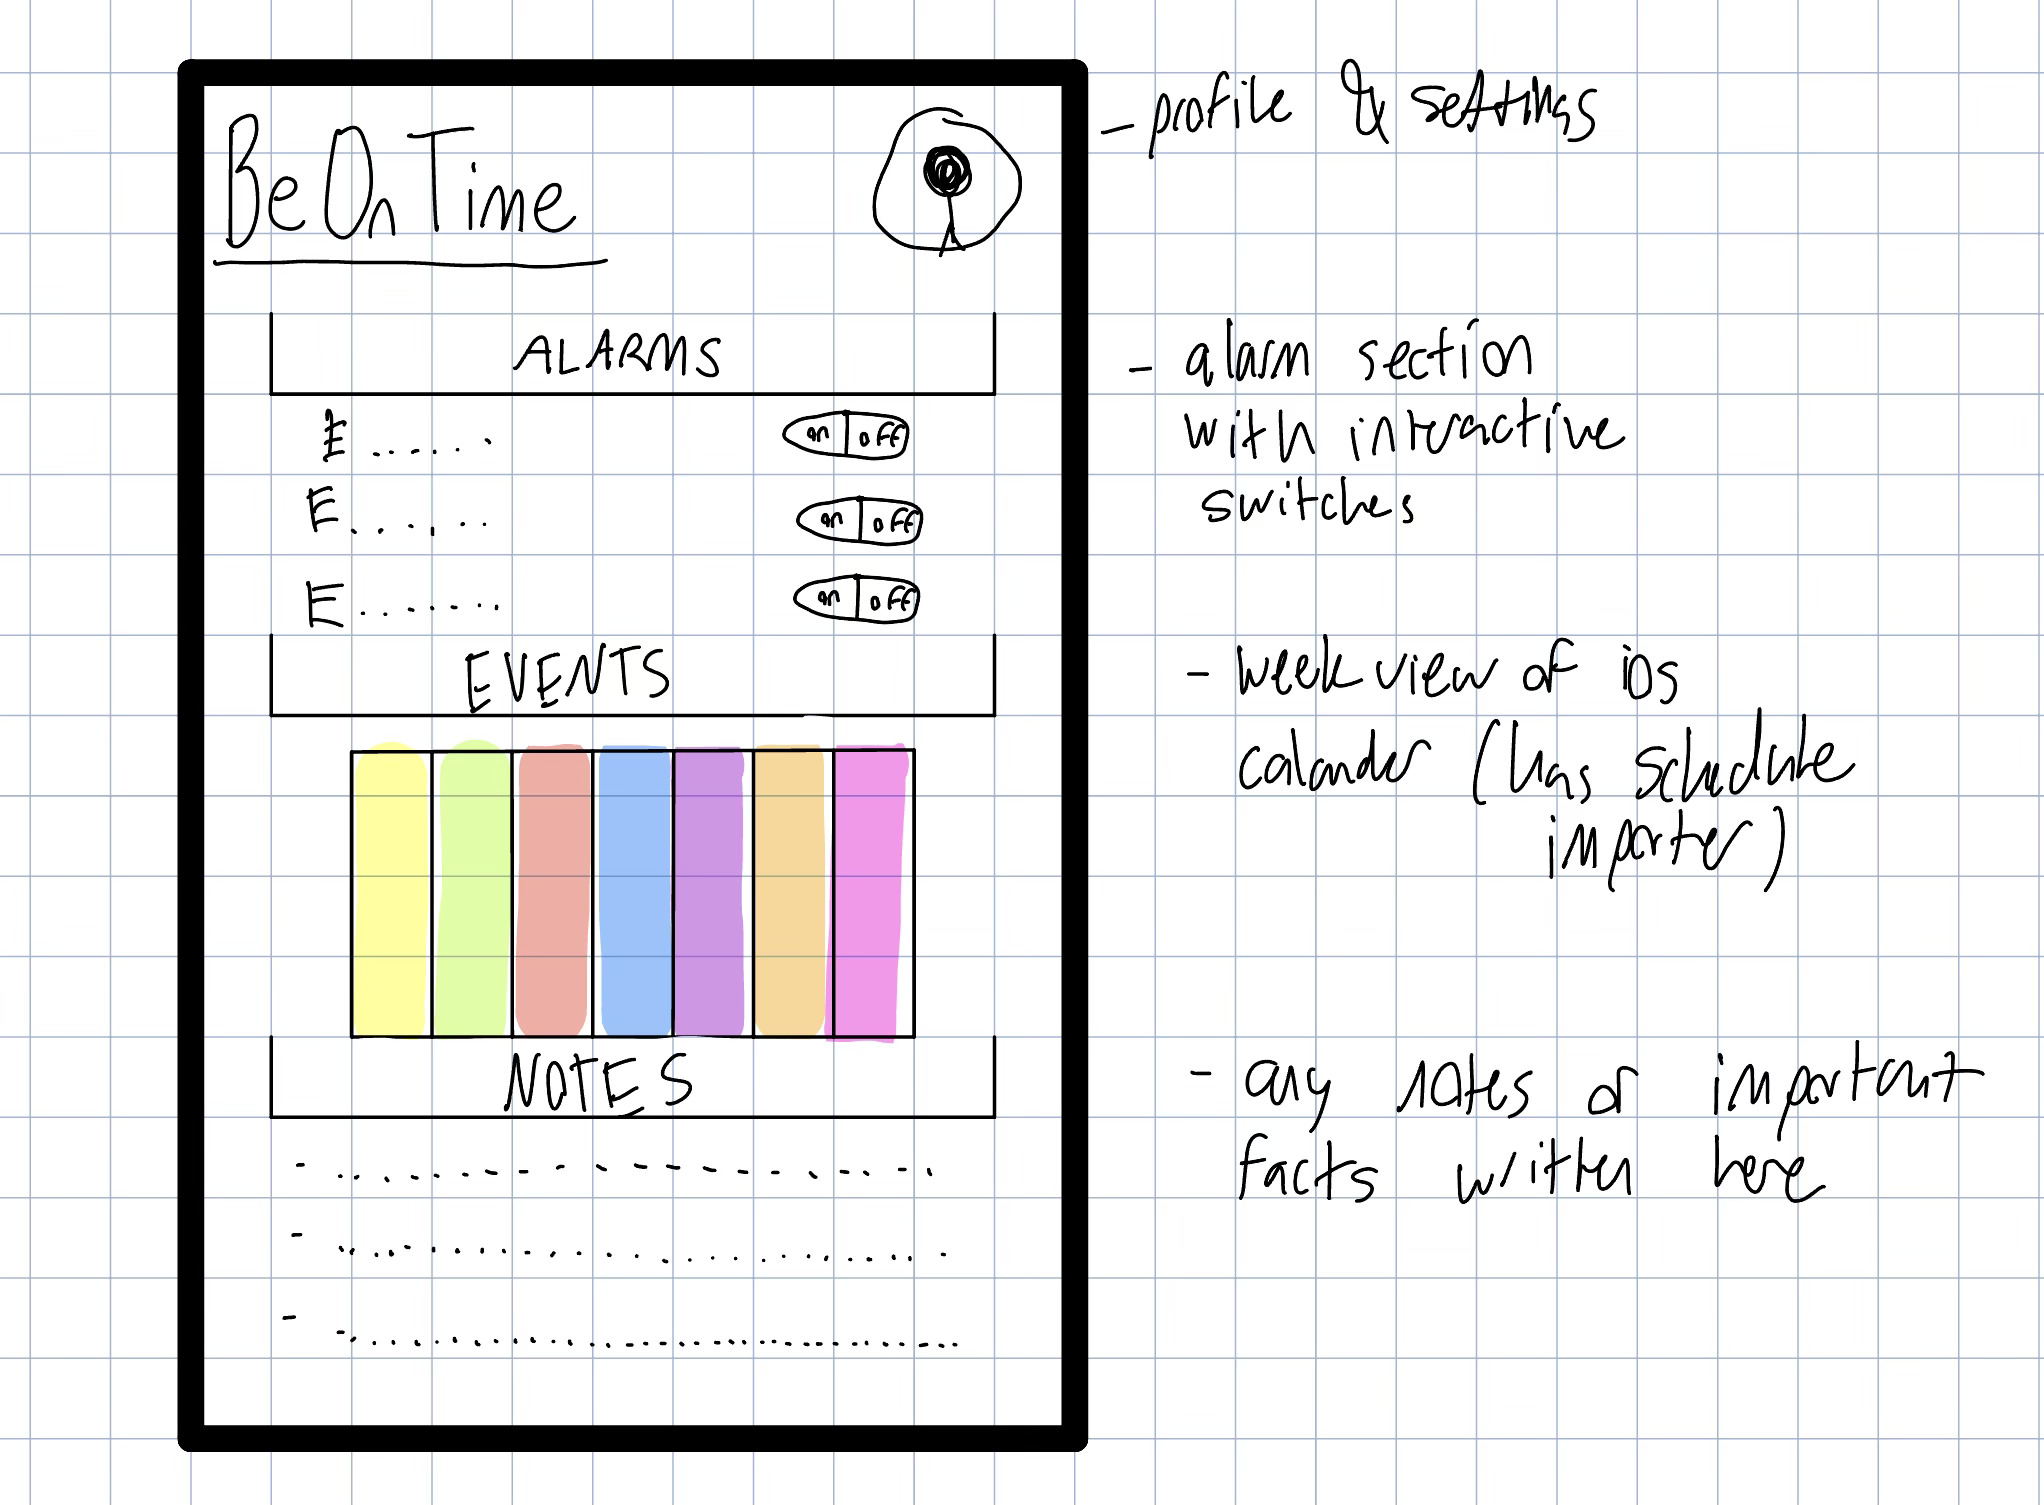 Be On Time
- profile & settings
ALARMS
E......
on off
E......
on off
E.......
on off
- alarm section
with interactive
switches
EVENTS
- week view of ios
calander (has schedule
importer)
NOTES
- any notes or important
facts written here